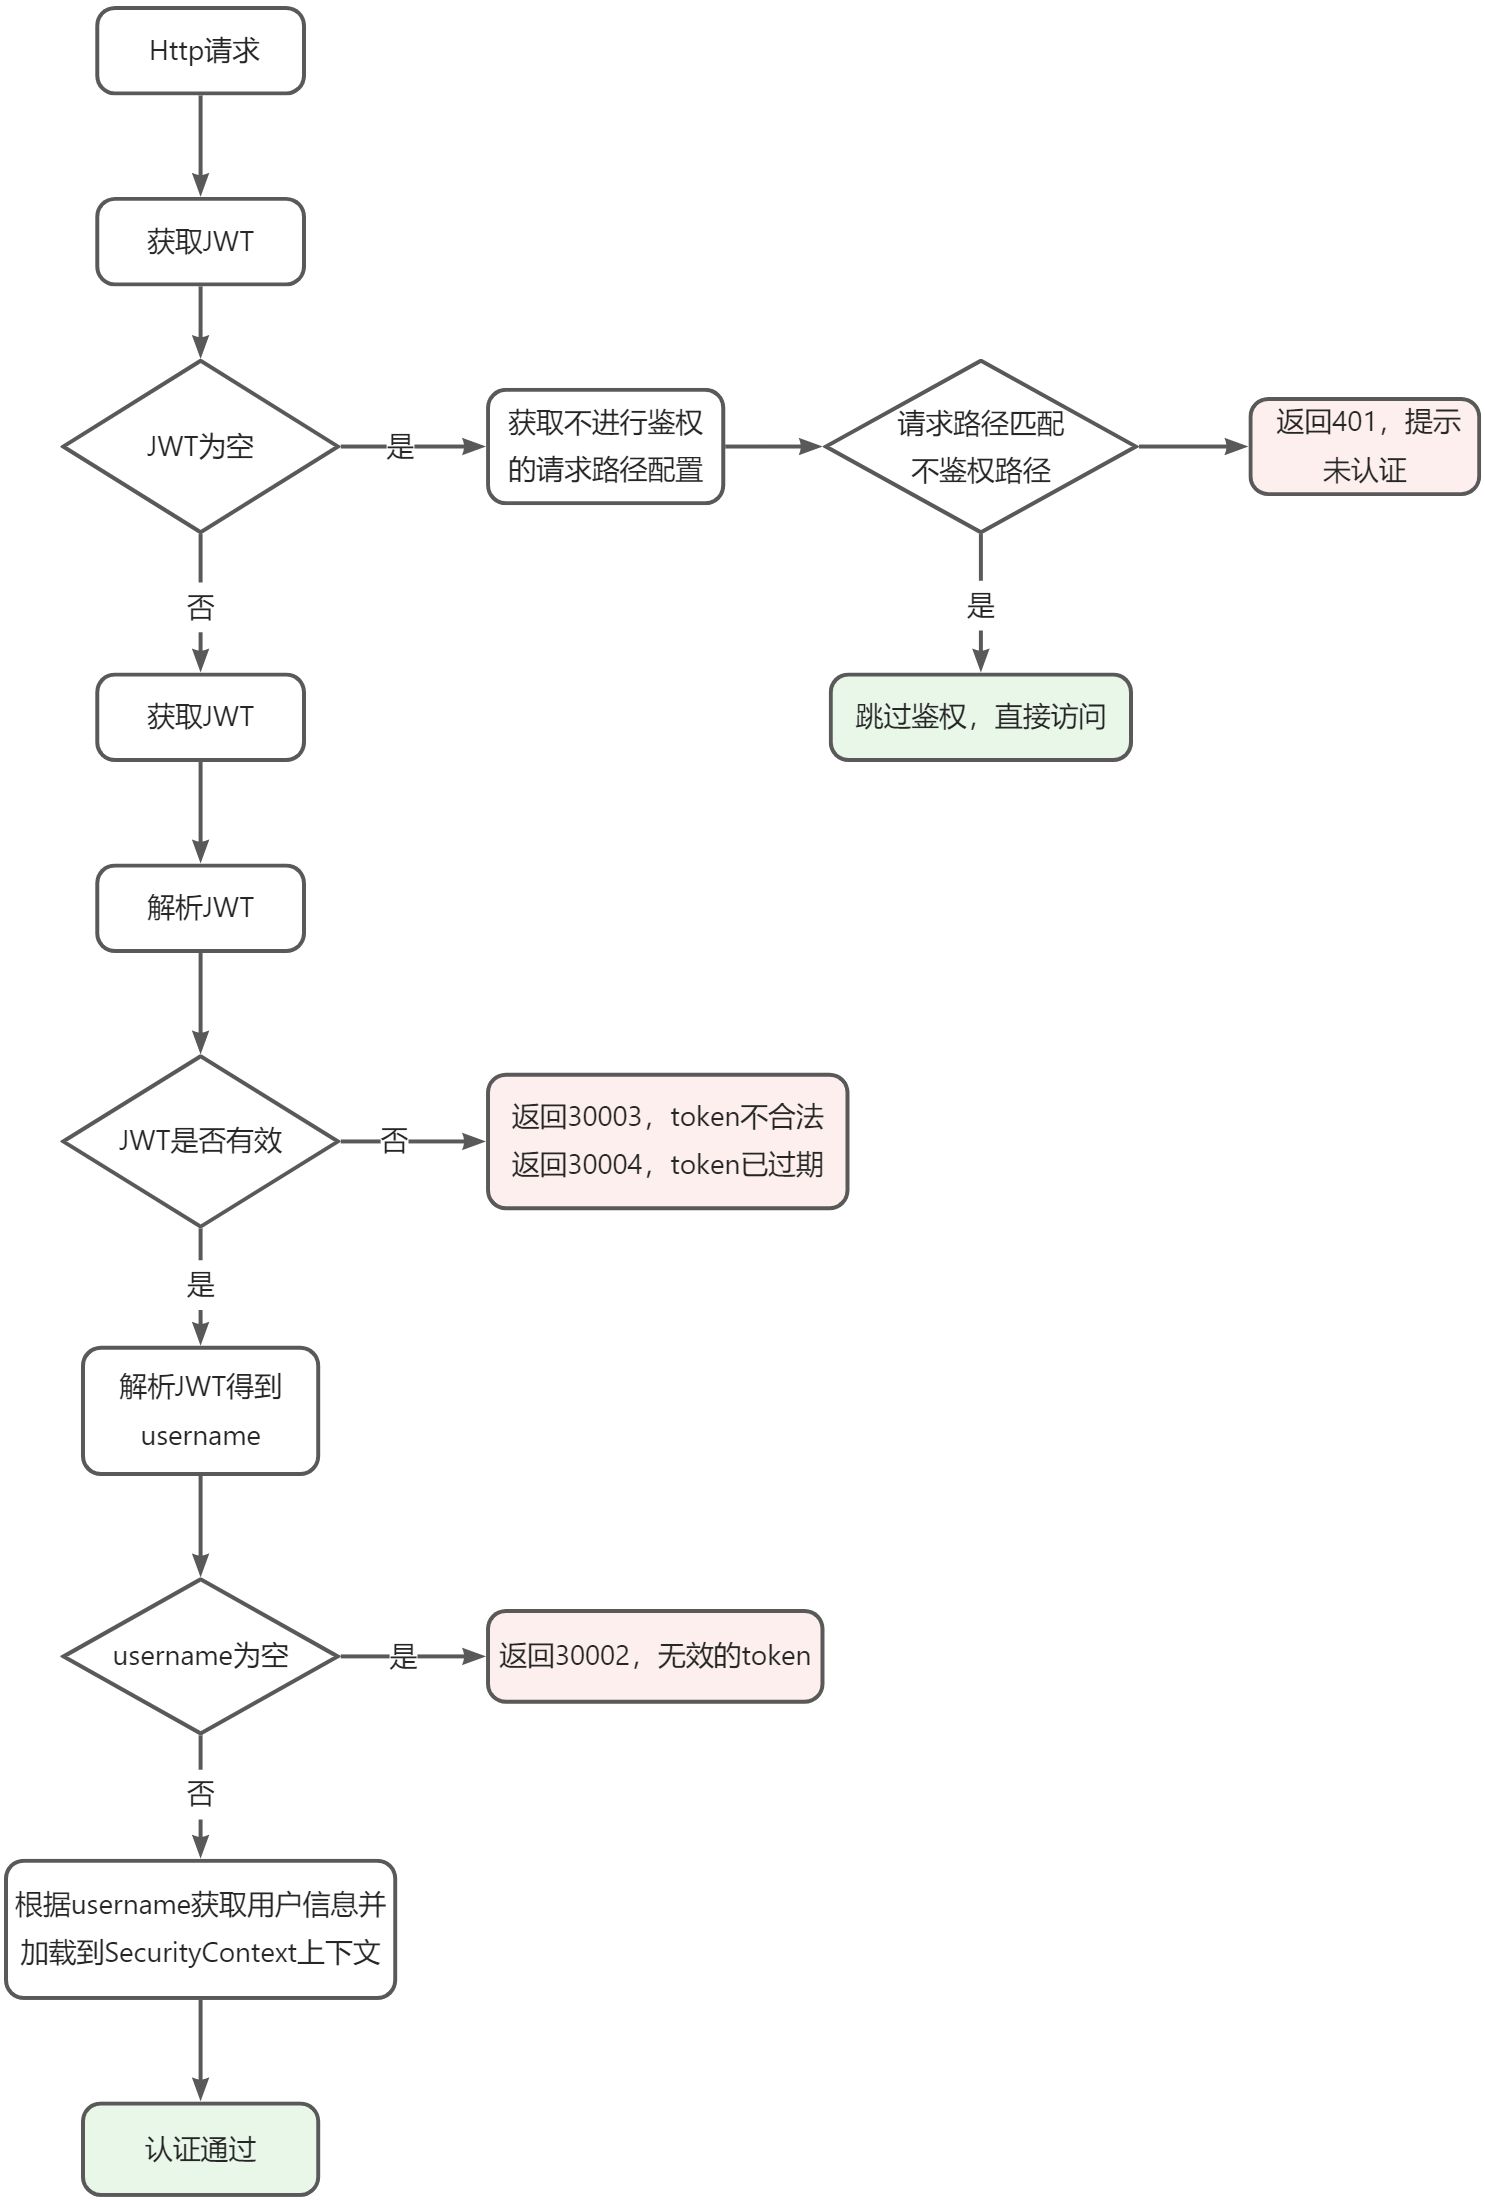 Http请求
获取JWT
JWT为空
是
获取不进行鉴权
的请求路径配置
请求路径匹配
不鉴权路径
返回401，提示
未认证
否
是
获取JWT
跳过鉴权，直接访问
解析JWT
JWT是否有效
否
返回30003，token不合法
返回30004，token已过期
是
解析JWT得到
username
username为空
是
返回30002，无效的token
否
根据username获取用户信息并
加载到SecurityContext上下文
认证通过